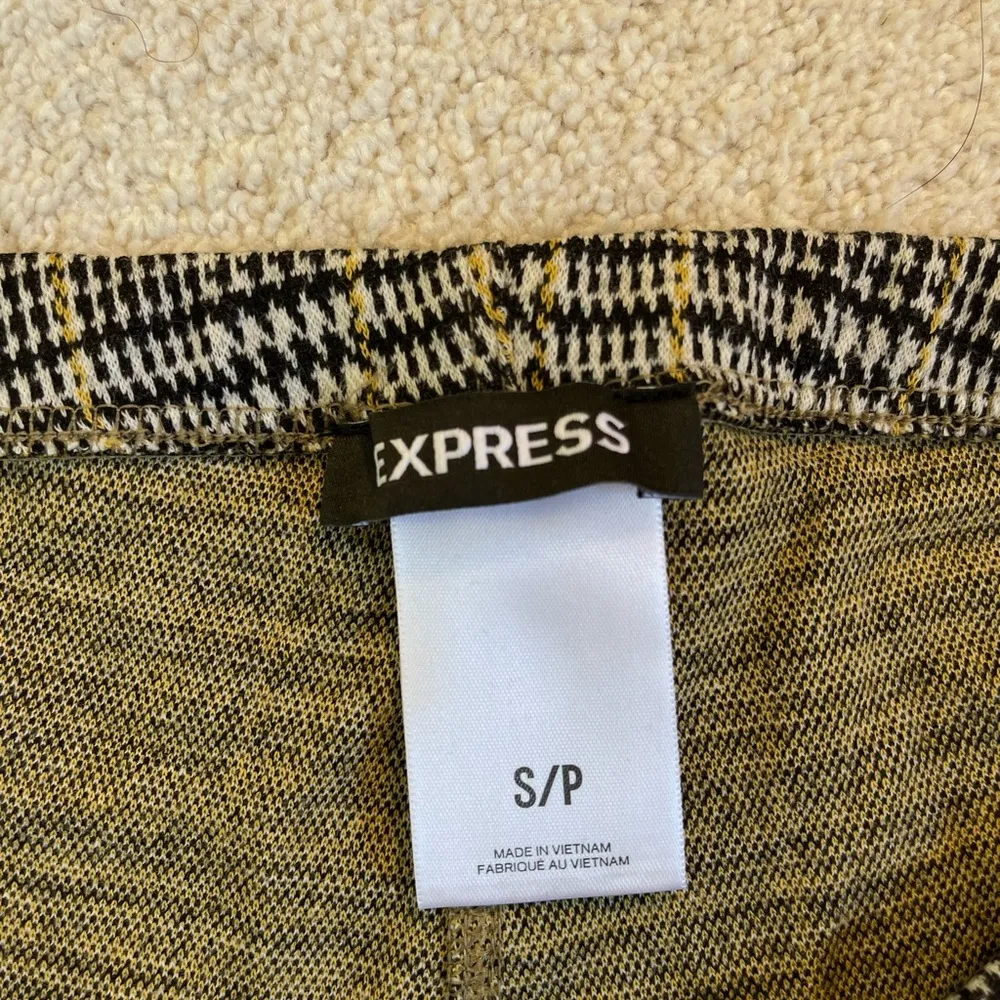 EXPRESS
S/P
MADE IN VIETNAM
FABRIQUÉ AU VIETNAM